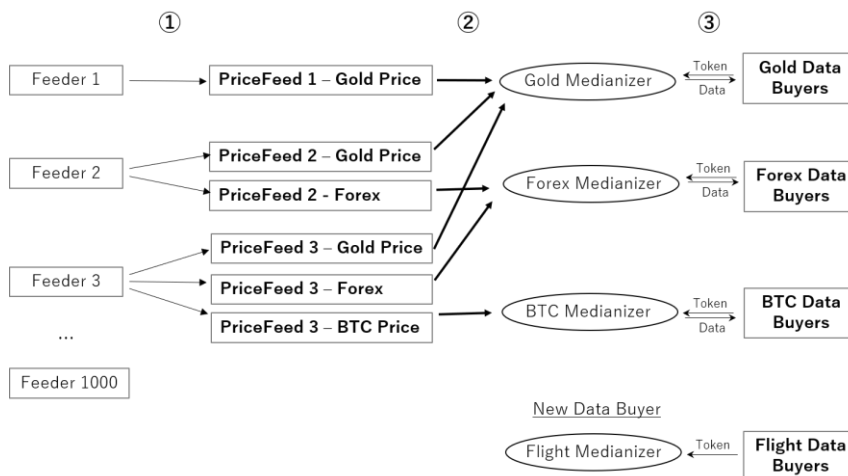 ① ② ③
Feeder 1
PriceFeed 1 – Gold Price
Gold Medianizer
Token
Data
Gold Data
Buyers
Feeder 2
PriceFeed 2 – Gold Price
PriceFeed 2 - Forex
Forex Medianizer
Token
Data
Forex Data
Buyers
Feeder 3
PriceFeed 3 – Gold Price
PriceFeed 3 – Forex
PriceFeed 3 – BTC Price
BTC Medianizer
Token
Data
BTC Data
Buyers
...
Feeder 1000
New Data Buyer
Flight Medianizer
Token
Flight Data
Buyers